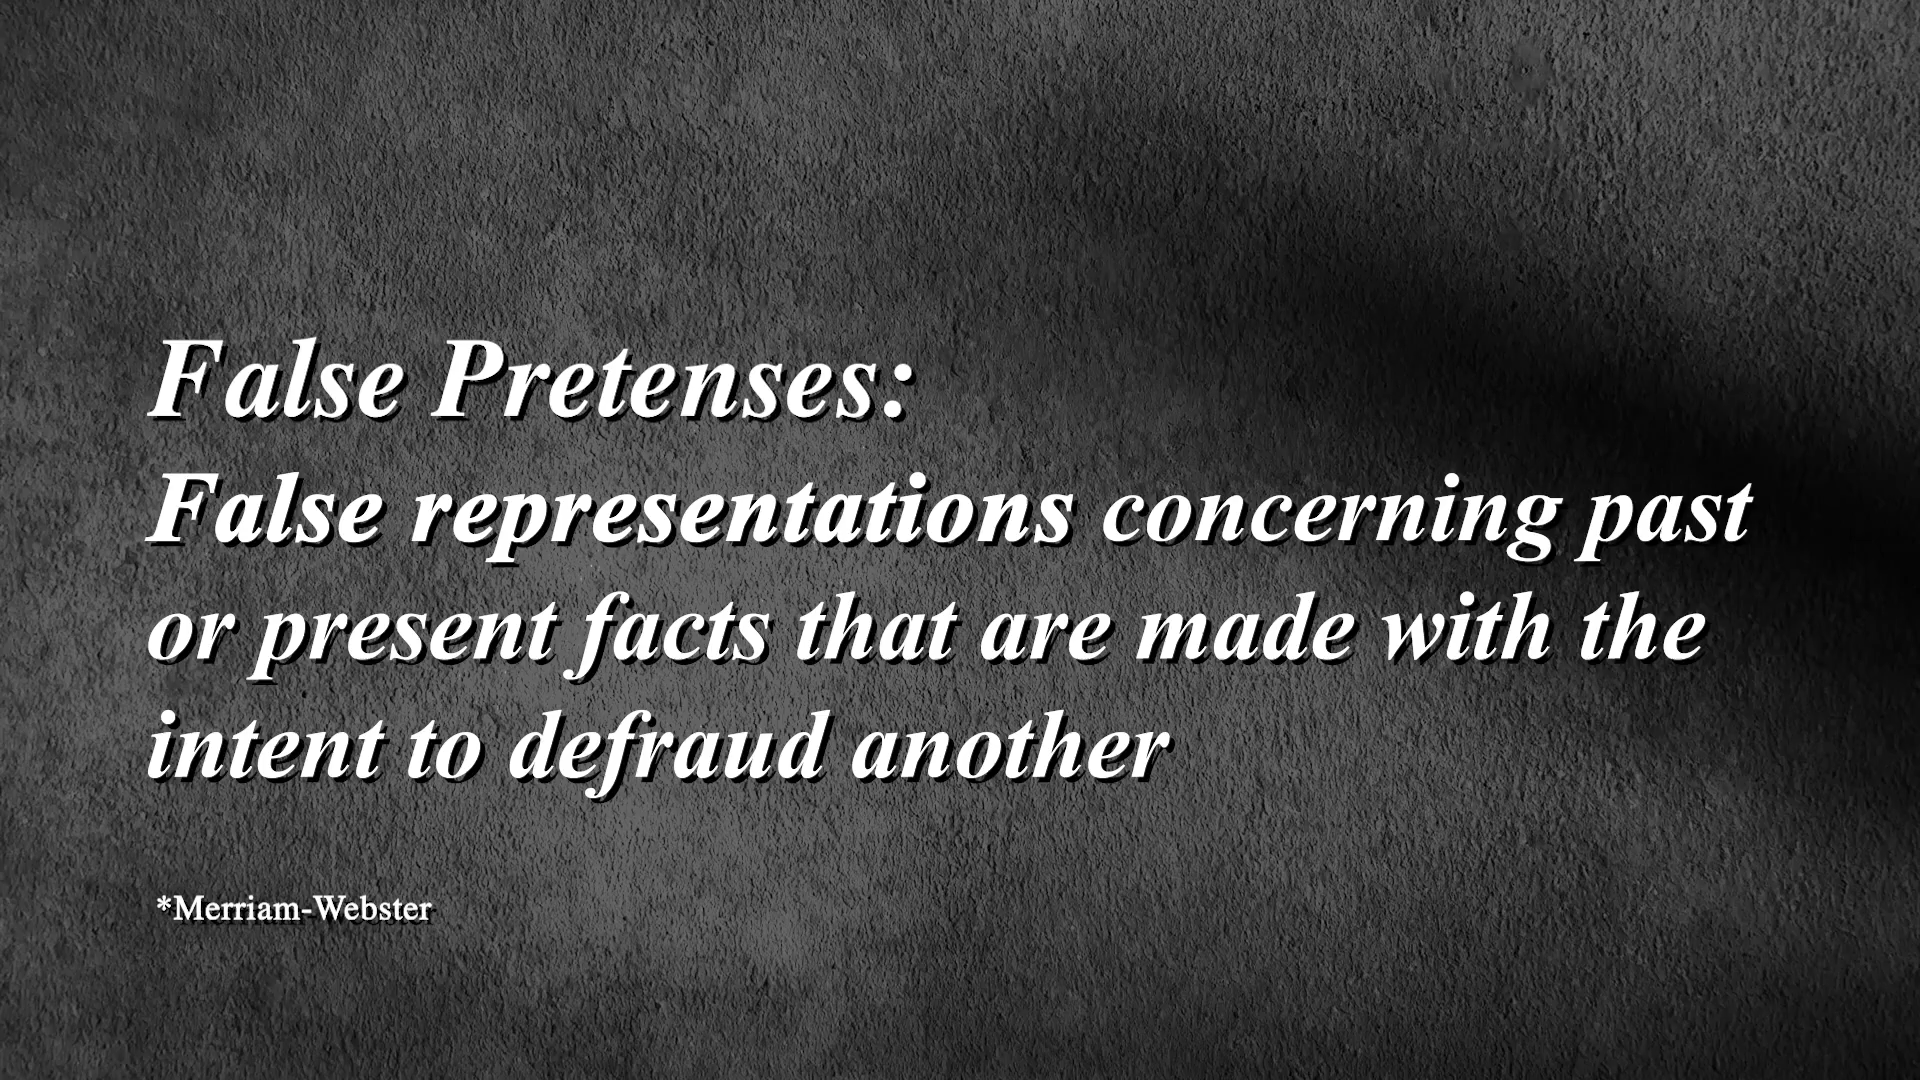 False Pretenses:
False representations concerning past
or present facts that are made with the
intent to defraud another
*Merriam-Webster